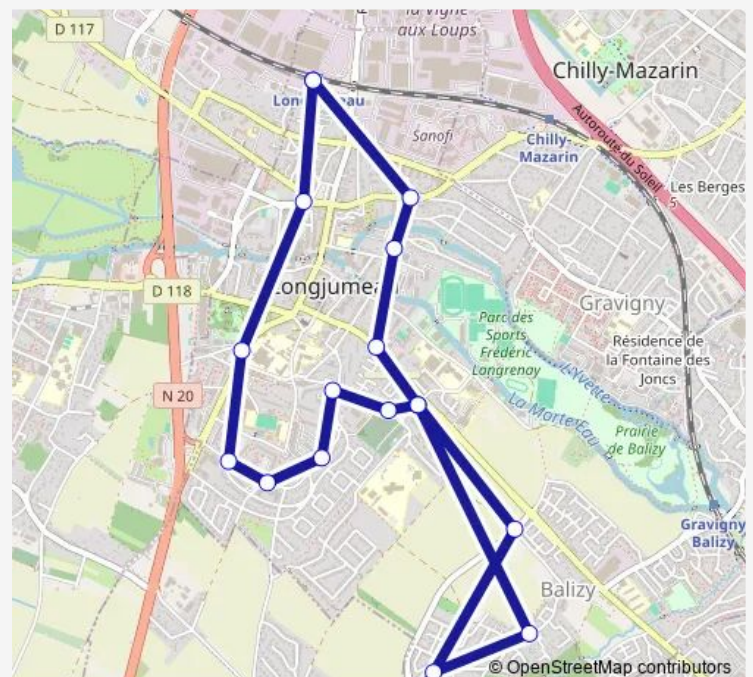 la Vigne
aux Loups
D 117
Chilly-Mazarin
Sanofi
Chilly-
Mazarin
Autoroute du Soleil
Les Berges
5
Longjumeau
D 118
Gravigny
Parc des
Sports
Frédéric
Langrenay
Résidence de
la Fontaine des
Joncs
L'Yvette
N 20
La Morte Eau
Prairie
de Balizy
Gravigny
Balizy
Balizy
© OpenStreetMap contributors